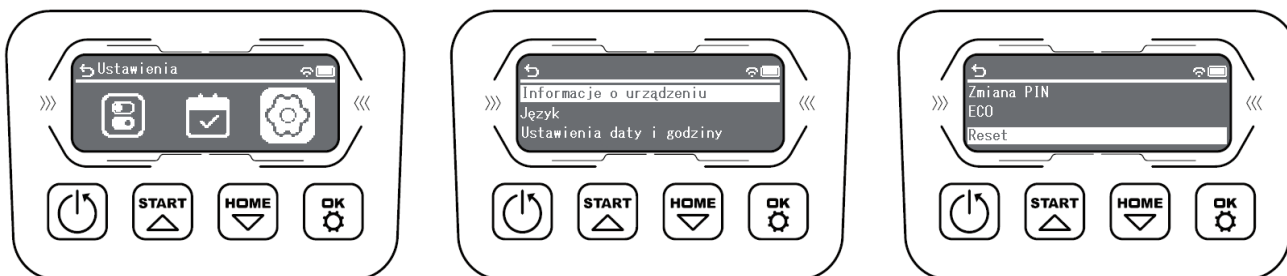 Ustawienia
START
HOME
OK
Informacje o urządzeniu
Język
Ustawienia daty i godziny
START
HOME
OK
Zmiana PIN
ECO
Reset
START
HOME
OK